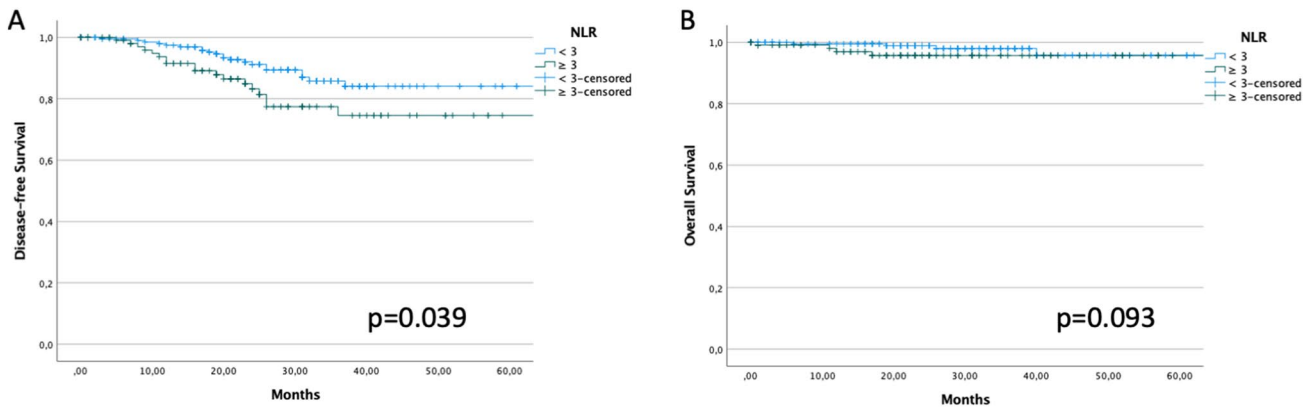 A
NLR
< 3
≥ 3
< 3-censored
≥ 3-censored
1,0
0,8
0,6
0,4
0,2
0,0
Disease-free Survival
p=0.039
,00 10,00 20,00 30,00 40,00 50,00 60,00
Months
B
NLR
< 3
≥ 3
< 3-censored
≥ 3-censored
1,0
0,8
0,6
0,4
0,2
0,0
Overall Survival
p=0.093
,00 10,00 20,00 30,00 40,00 50,00 60,00
Months